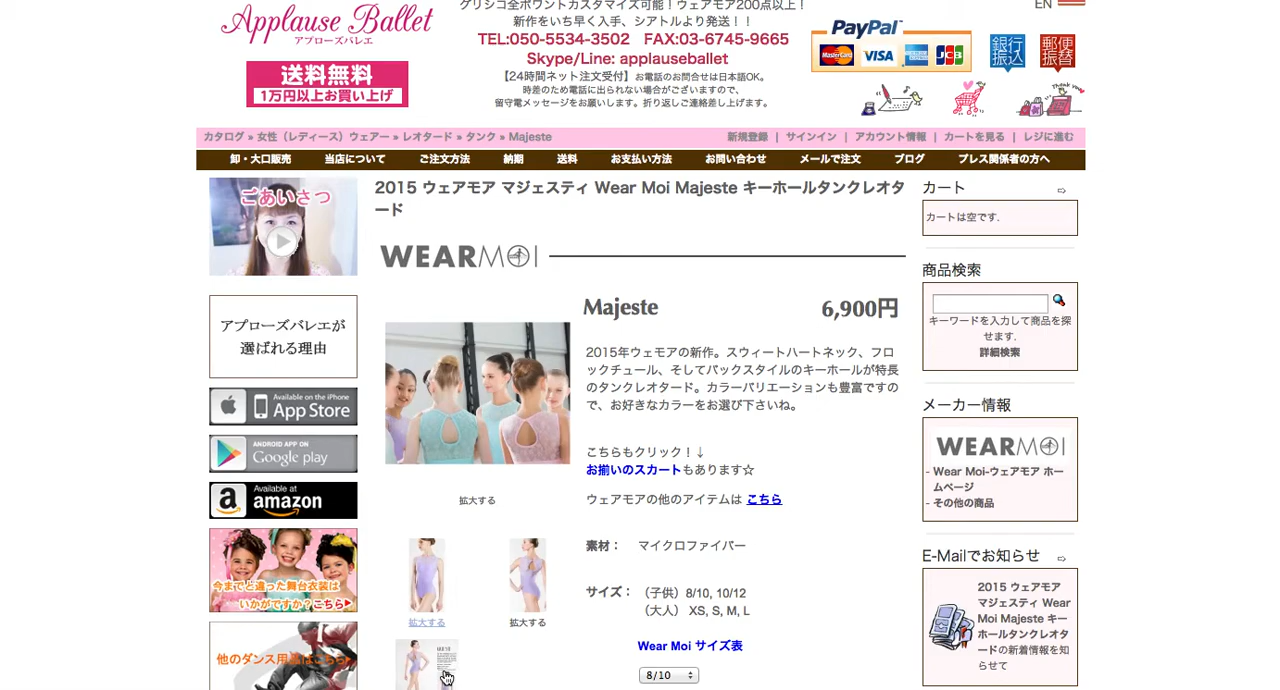 グリシコ全ポワントカスタマイズ可能！ウェアモア200点以上！
EN
Applause Ballet
アプローズバレエ
新作をいち早く入手、シアトルより発送！！
TEL:050-5534-3502 FAX:03-6745-9665
Skype/Line: applauseballet
【24時間ネット注文受付】お電話のお問合せは日本語OK。
時差のため電話に出られない場合がございますので、
留守電メッセージをお願いします。折り返しご連絡差し上げます。
送料無料
1万円以上お買い上げ
PayPal
MasterCard VISA JCB
銀行振込
郵便振替
カタログ » 女性（レディース）ウェアー » レオタード » タンク » Majeste
新規登録 | サインイン | アカウント情報 | カートを見る | レジに進む
卸・大口販売 当店について ご注文方法 納期 送料 お支払い方法 お問い合わせ メールで注文 ブログ プレス関係者の方へ
ごあいさつ
アプローズバレエが
選ばれる理由
Available on the iPhone
App Store
ANDROID APP ON
Google play
Available at
amazon
今までと違った舞台衣装は
いかがですか？こちら▶
他のダンス用品はこちら
2015 ウェアモア マジェスティ Wear Moi Majeste キーホールタンクレオタ
ード
WEARMOI
Majeste 6,900円
2015年ウェモアの新作。スウィートハートネック、フロ
ックチュール、そしてバックスタイルのキーホールが特長
のタンクレオタード。カラーバリエーションも豊富ですの
で、お好きなカラーをお選び下さいね。
こちらもクリック！↓
お揃いのスカートもあります☆
ウェアモアの他のアイテムは こちら
拡大する
拡大する
拡大する
素材： マイクロファイバー
サイズ： （子供）8/10, 10/12
（大人） XS, S, M, L
Wear Moi サイズ表
8/10
カート ⇨
カートは空です.
商品検索
キーワードを入力して商品を探
せます.
詳細検索
メーカー情報
WEARMOI
- Wear Moi-ウェアモア ホー
ムページ
- その他の商品
E-Mailでお知らせ ⇨
2015 ウェアモア
マジェスティ Wear
Moi Majeste キー
ホールタンクレオタ
ードの新着情報を知
らせて